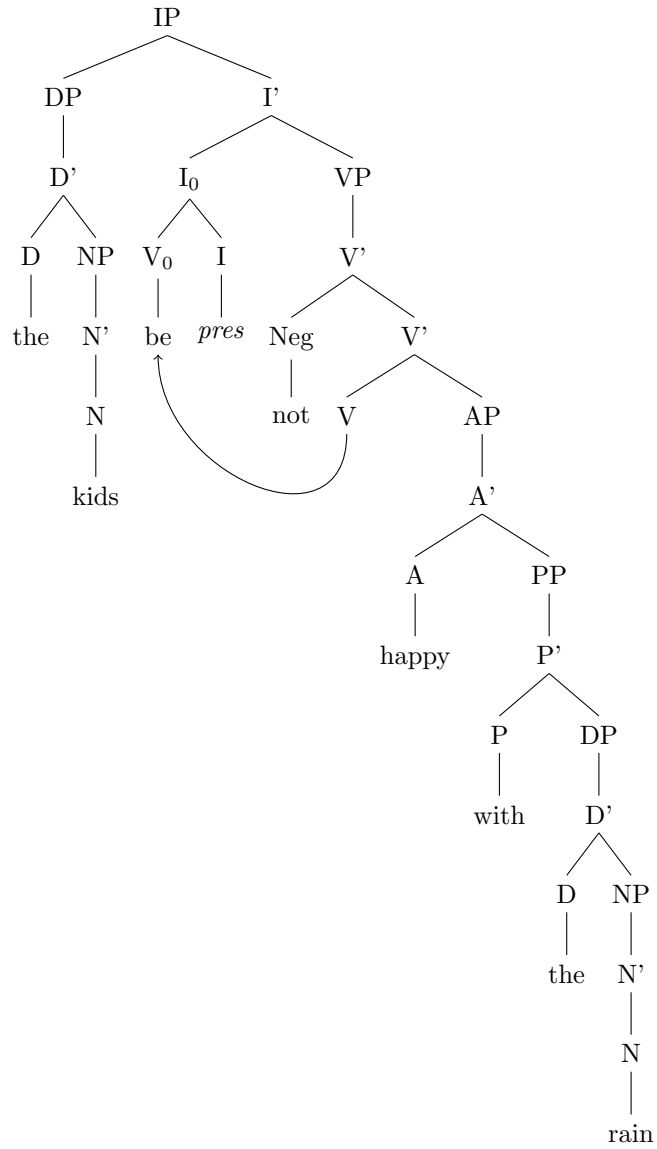 IP
DP I'
D' I₀ VP
D NP V₀ I V'
the N' be pres Neg V'
N not V AP
kids A'
A PP
happy P'
P DP
with D'
D NP
the N'
N
rain